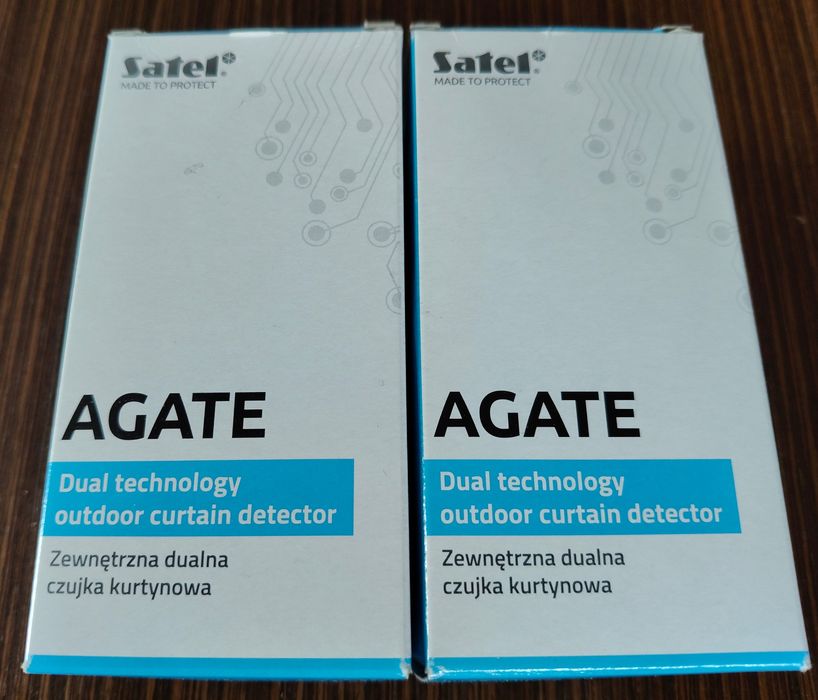 Satel®
MADE TO PROTECT
AGATE
Dual technology
outdoor curtain detector
Zewnętrzna dualna
czujka kurtynowa
Satel®
MADE TO PROTECT
AGATE
Dual technology
outdoor curtain detector
Zewnętrzna dualna
czujka kurtynowa